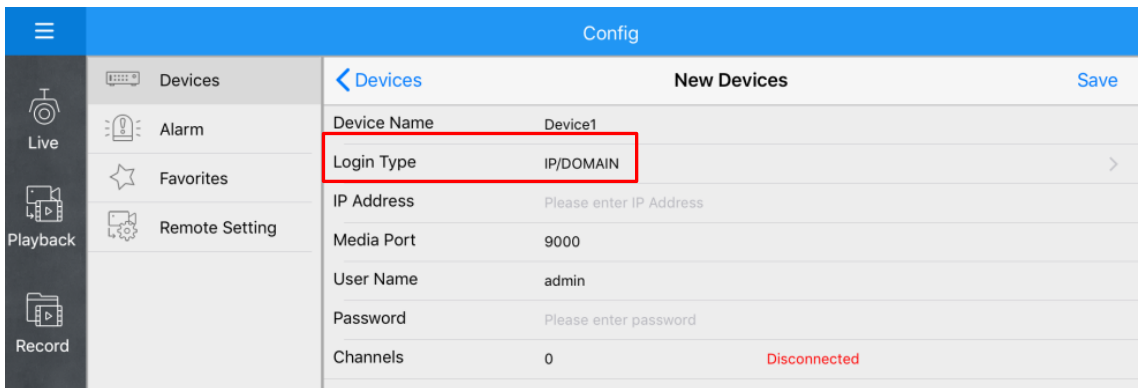 Config
Live
Playback
Record
Devices
Alarm
Favorites
Remote Setting
Devices New Devices Save
Device Name Device1
Login Type IP/DOMAIN
IP Address Please enter IP Address
Media Port 9000
User Name admin
Password Please enter password
Channels 0 Disconnected